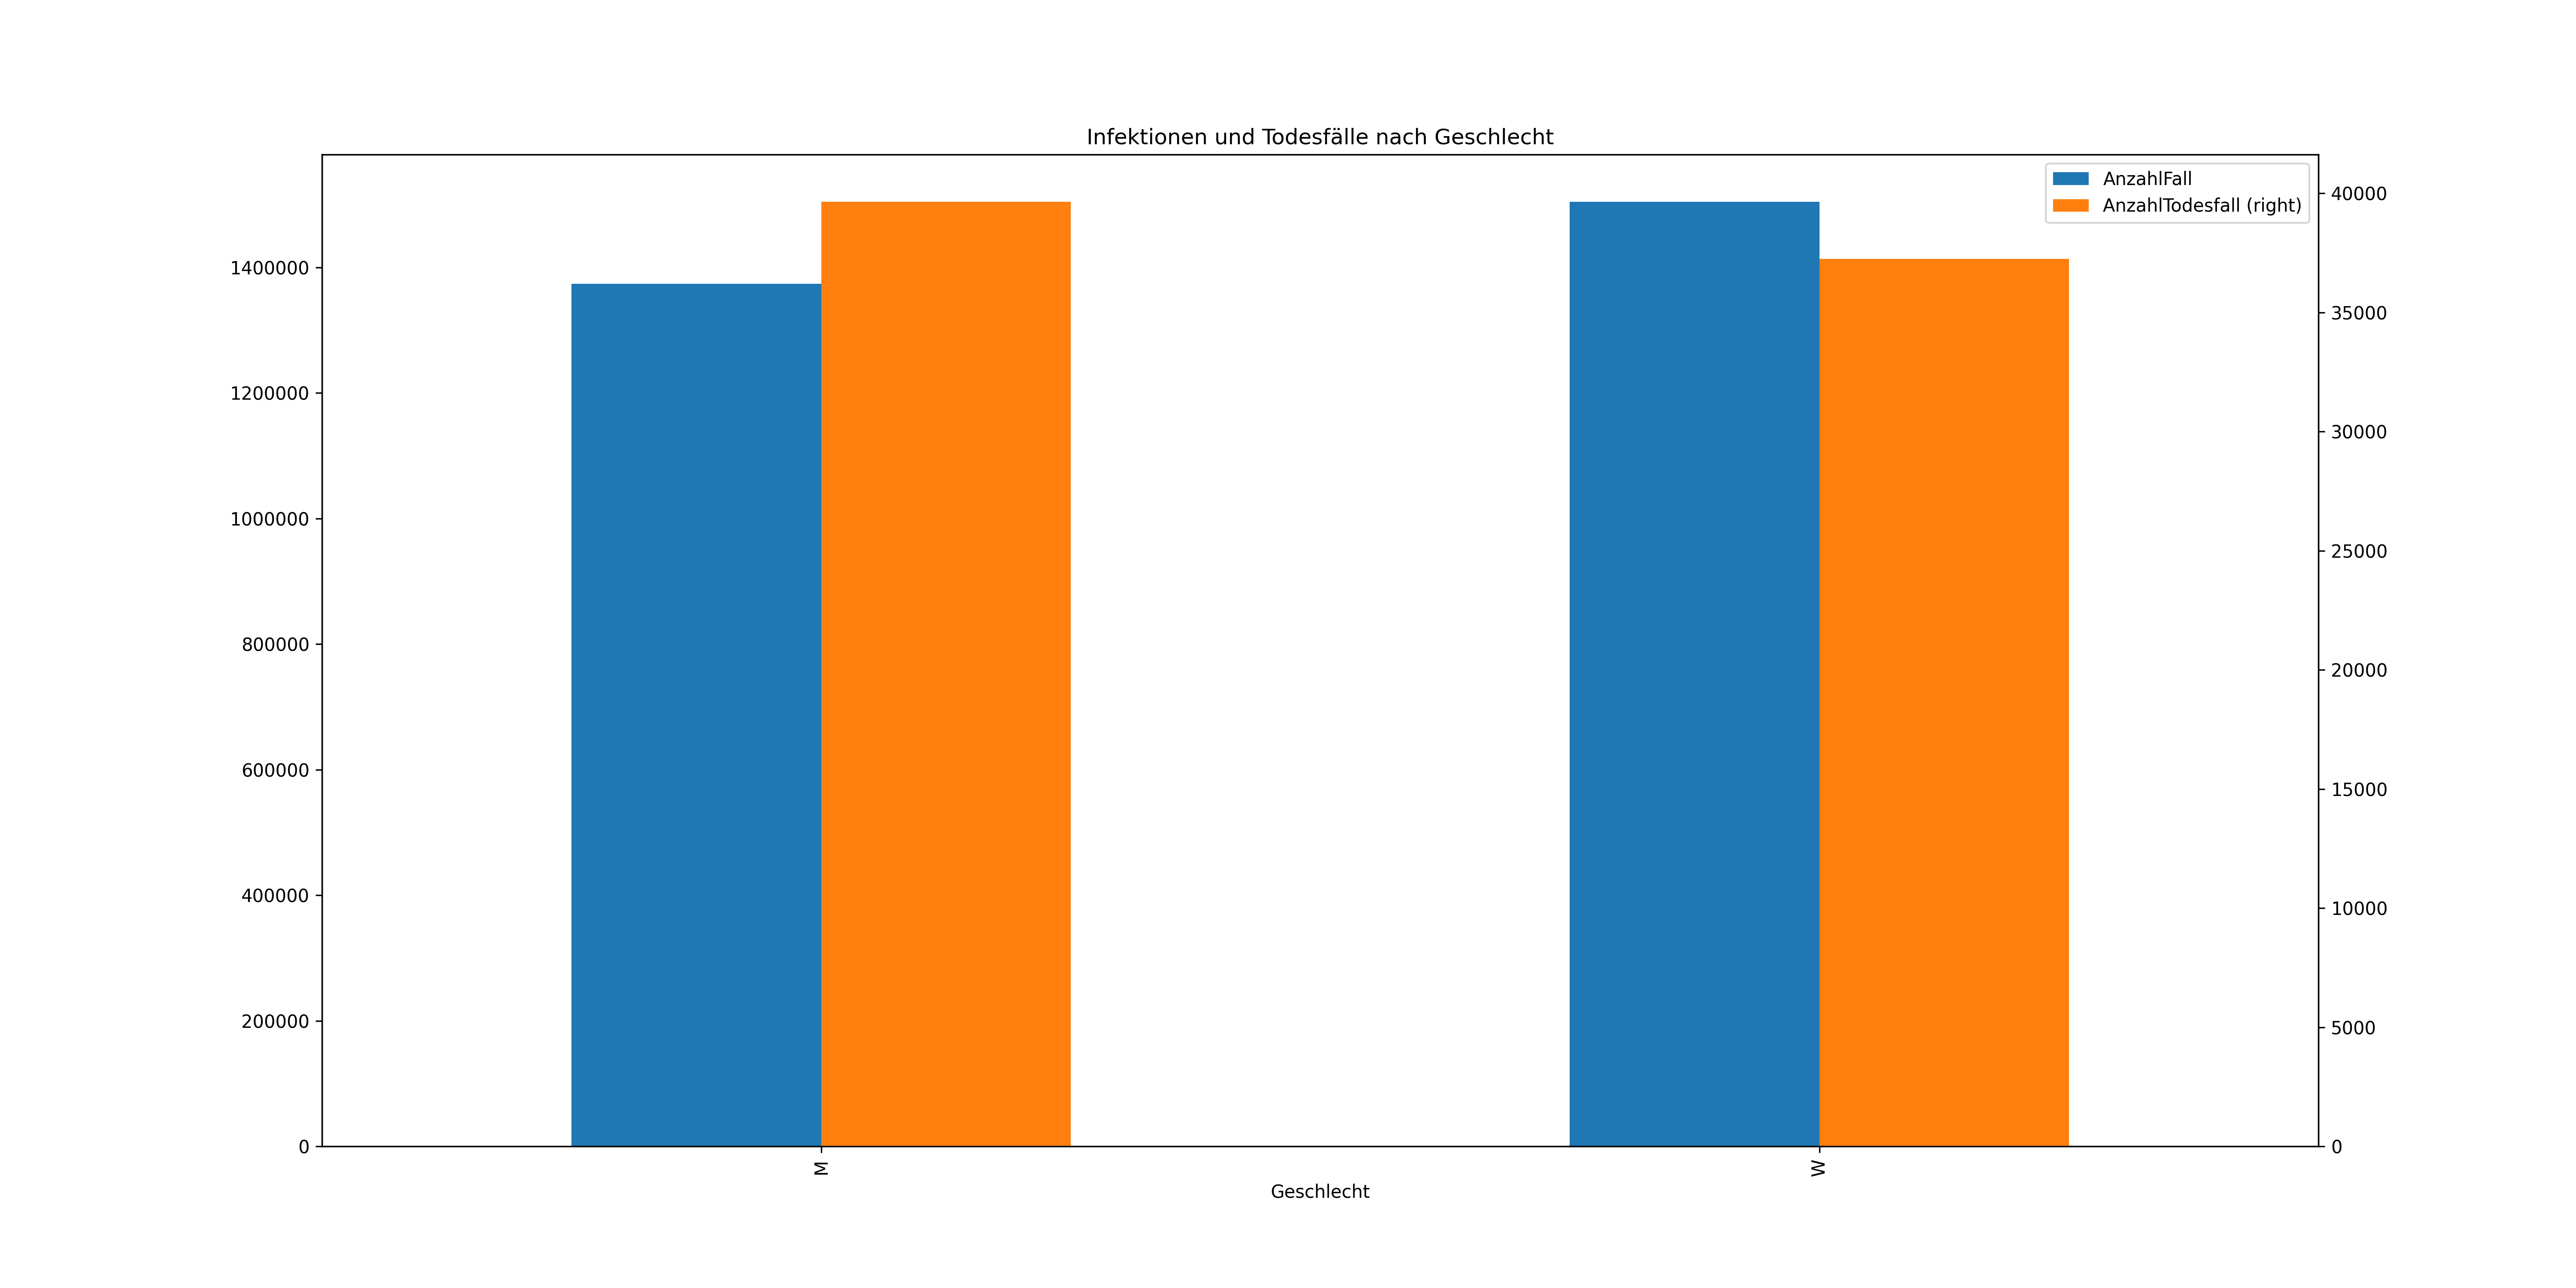 Infektionen und Todesfälle nach Geschlecht
AnzahlFall
AnzahlTodesfall (right)
1400000
1200000
1000000
800000
600000
400000
200000
0
40000
35000
30000
25000
20000
15000
10000
5000
0
M
W
Geschlecht